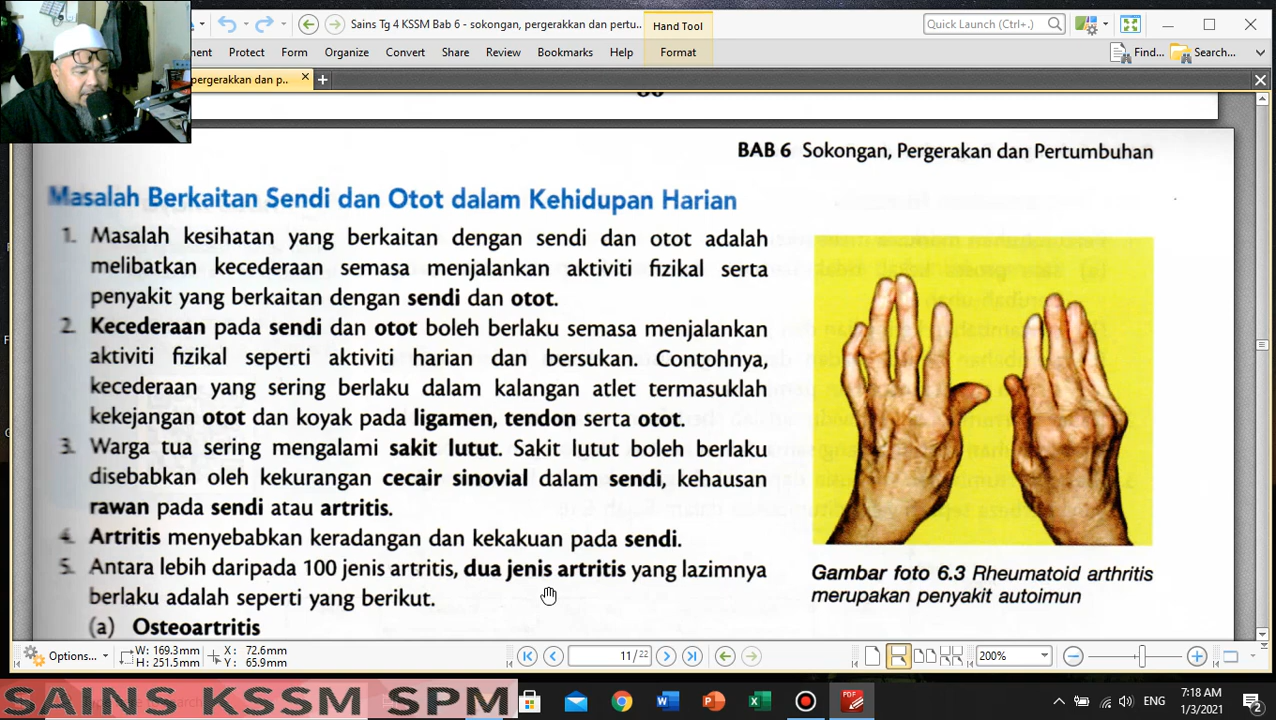 Sains Tg 4 KSSM Bab 6 - sokongan, pergerakkan dan pertu..
Hand Tool
Quick Launch (Ctrl+.)
ment Protect Form Organize Convert Share Review Bookmarks Help Format Find... Search...
pergerakkan dan p..
BAB 6 Sokongan, Pergerakan dan Pertumbuhan
Masalah Berkaitan Sendi dan Otot dalam Kehidupan Harian
1. Masalah kesihatan yang berkaitan dengan sendi dan otot adalah
melibatkan kecederaan semasa menjalankan aktiviti fizikal serta
penyakit yang berkaitan dengan sendi dan otot.
2. Kecederaan pada sendi dan otot boleh berlaku semasa menjalankan
aktiviti fizikal seperti aktiviti harian dan bersukan. Contohnya,
kecederaan yang sering berlaku dalam kalangan atlet termasuklah
kekejangan otot dan koyak pada ligamen, tendon serta otot.
3. Warga tua sering mengalami sakit lutut. Sakit lutut boleh berlaku
disebabkan oleh kekurangan cecair sinovial dalam sendi, kehausan
rawan pada sendi atau artritis.
4. Artritis menyebabkan keradangan dan kekakuan pada sendi.
5. Antara lebih daripada 100 jenis artritis, dua jenis artritis yang lazimnya
berlaku adalah seperti yang berikut.
(a) Osteoartritis
Gambar foto 6.3 Rheumatoid arthritis
merupakan penyakit autoimun
Options...
W: 169.3mm
H: 251.5mm
X: 72.6mm
Y: 65.9mm
11 / 22
200%
SAINS KSSM SPM
ENG
7:18 AM
1/3/2021
2